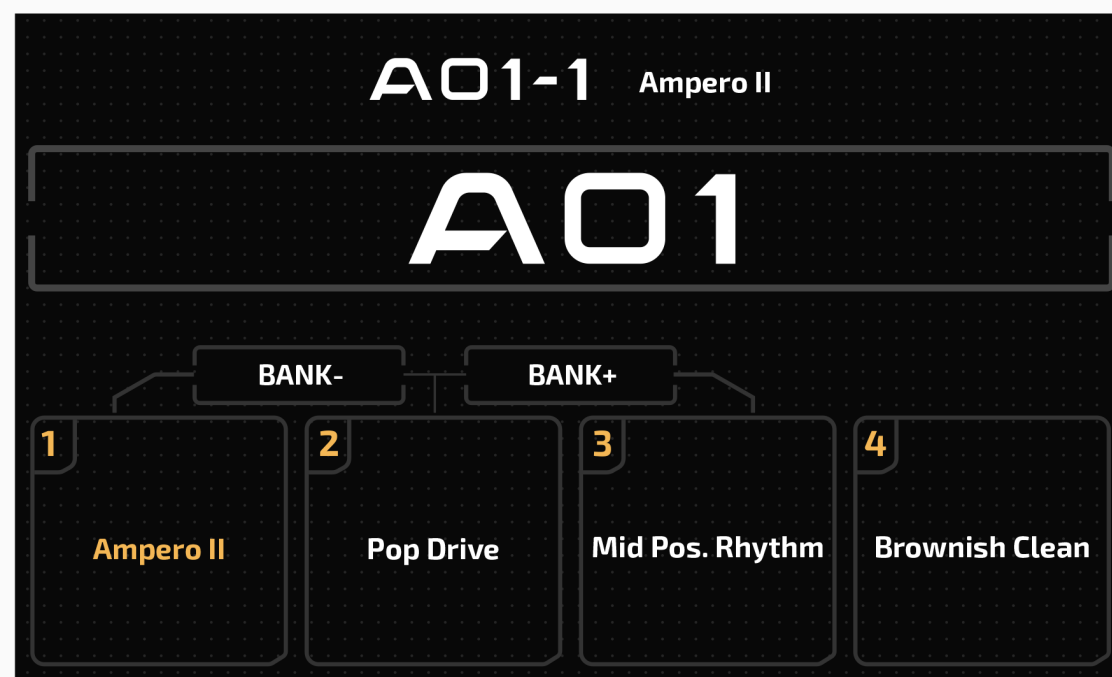 A01-1 Ampero II
A01
BANK- BANK+
1 2 3 4
Ampero II Pop Drive Mid Pos. Rhythm Brownish Clean